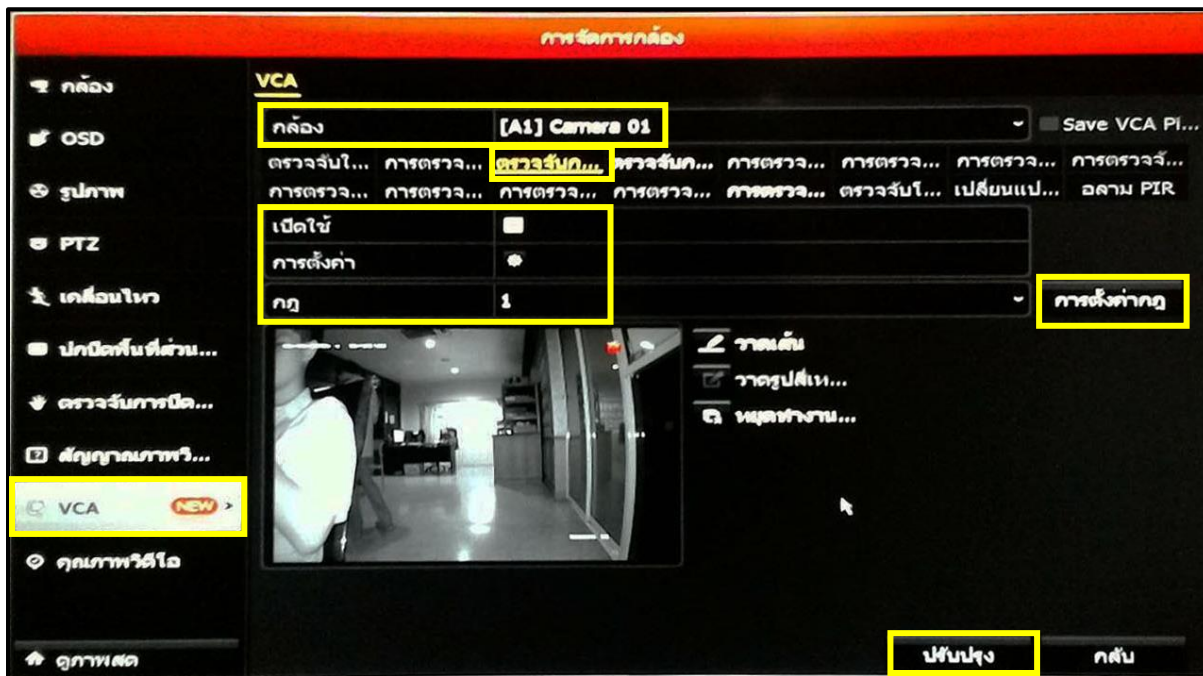 การจัดการกล้อง
กล้อง
OSD
รูปภาพ
PTZ
เคลื่อนไหว
ปกปิดพื้นที่ส่วน...
ตรวจจับการปิด...
สัญญาณภาพวิ...
VCA NEW >
คุณภาพวิดีโอ
ดูภาพสด
VCA
กล้อง [A1] Camera 01 Save VCA Pi...
ตรวจจับใ... การตรวจ... ตรวจจับก... ตรวจจับก... การตรวจ... การตรวจ... การตรวจ... การตรวจจั...
การตรวจ... การตรวจ... การตรวจ... การตรวจ... การตรวจ... ตรวจจับโ... เปลี่ยนแป... อลาม PIR
เปิดใช้
การตั้งค่า
กฎ 1 การตั้งค่ากฎ
วาดเส้น
วาดรูปสี่เห...
หยุดทำงาน...
ปรับปรุง กลับ